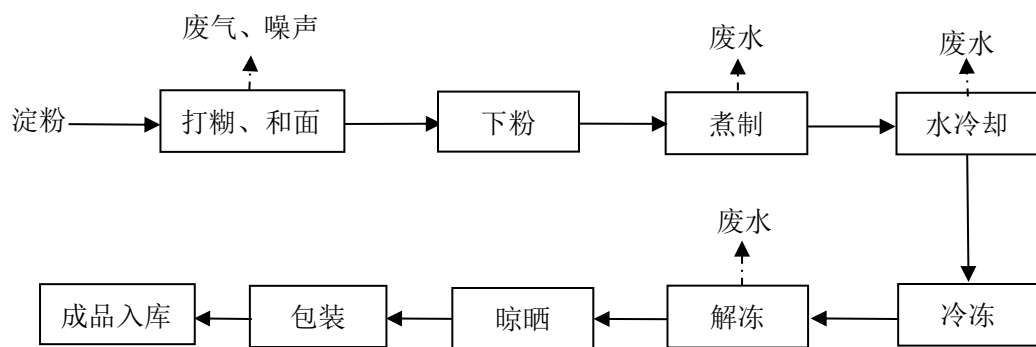 废气、噪声
废水
废水
淀粉
打糊、和面
下粉
煮制
水冷却
废水
成品入库
包装
晾晒
解冻
冷冻